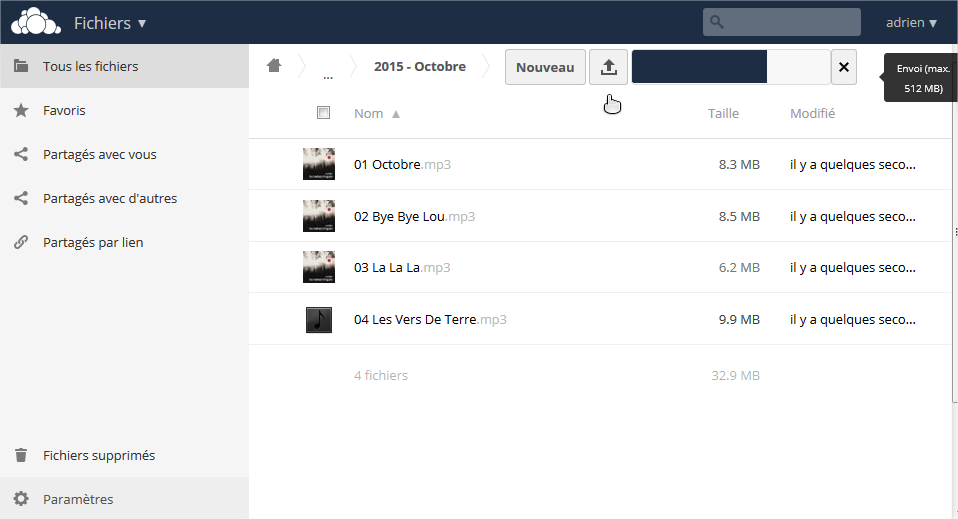 Fichiers ▼
adrien ▼
Tous les fichiers
Favoris
Partagés avec vous
Partagés avec d'autres
Partagés par lien
Fichiers supprimés
Paramètres
...
2015 - Octobre
Nouveau
Envoi (max.
512 MB)
Nom ▲ Taille Modifié
01 Octobre.mp3 8.3 MB il y a quelques seco...
02 Bye Bye Lou.mp3 8.5 MB il y a quelques seco...
03 La La La.mp3 6.2 MB il y a quelques seco...
04 Les Vers De Terre.mp3 9.9 MB il y a quelques seco...
4 fichiers 32.9 MB